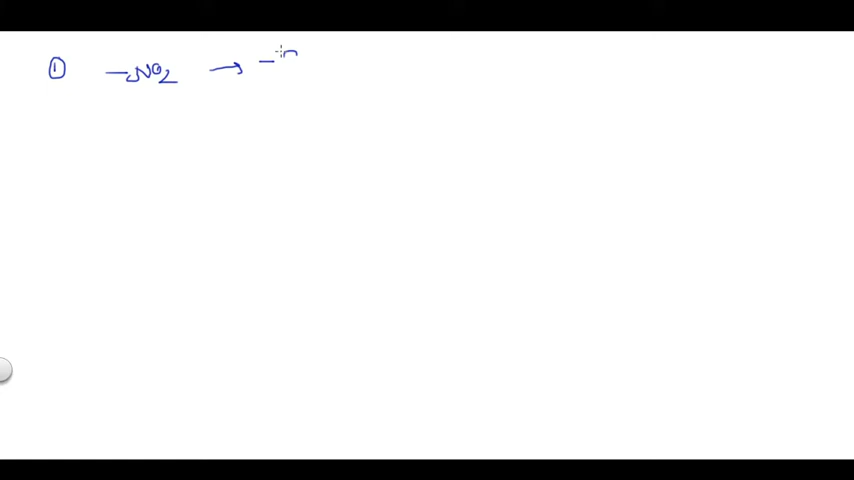 ① —NO2 → —